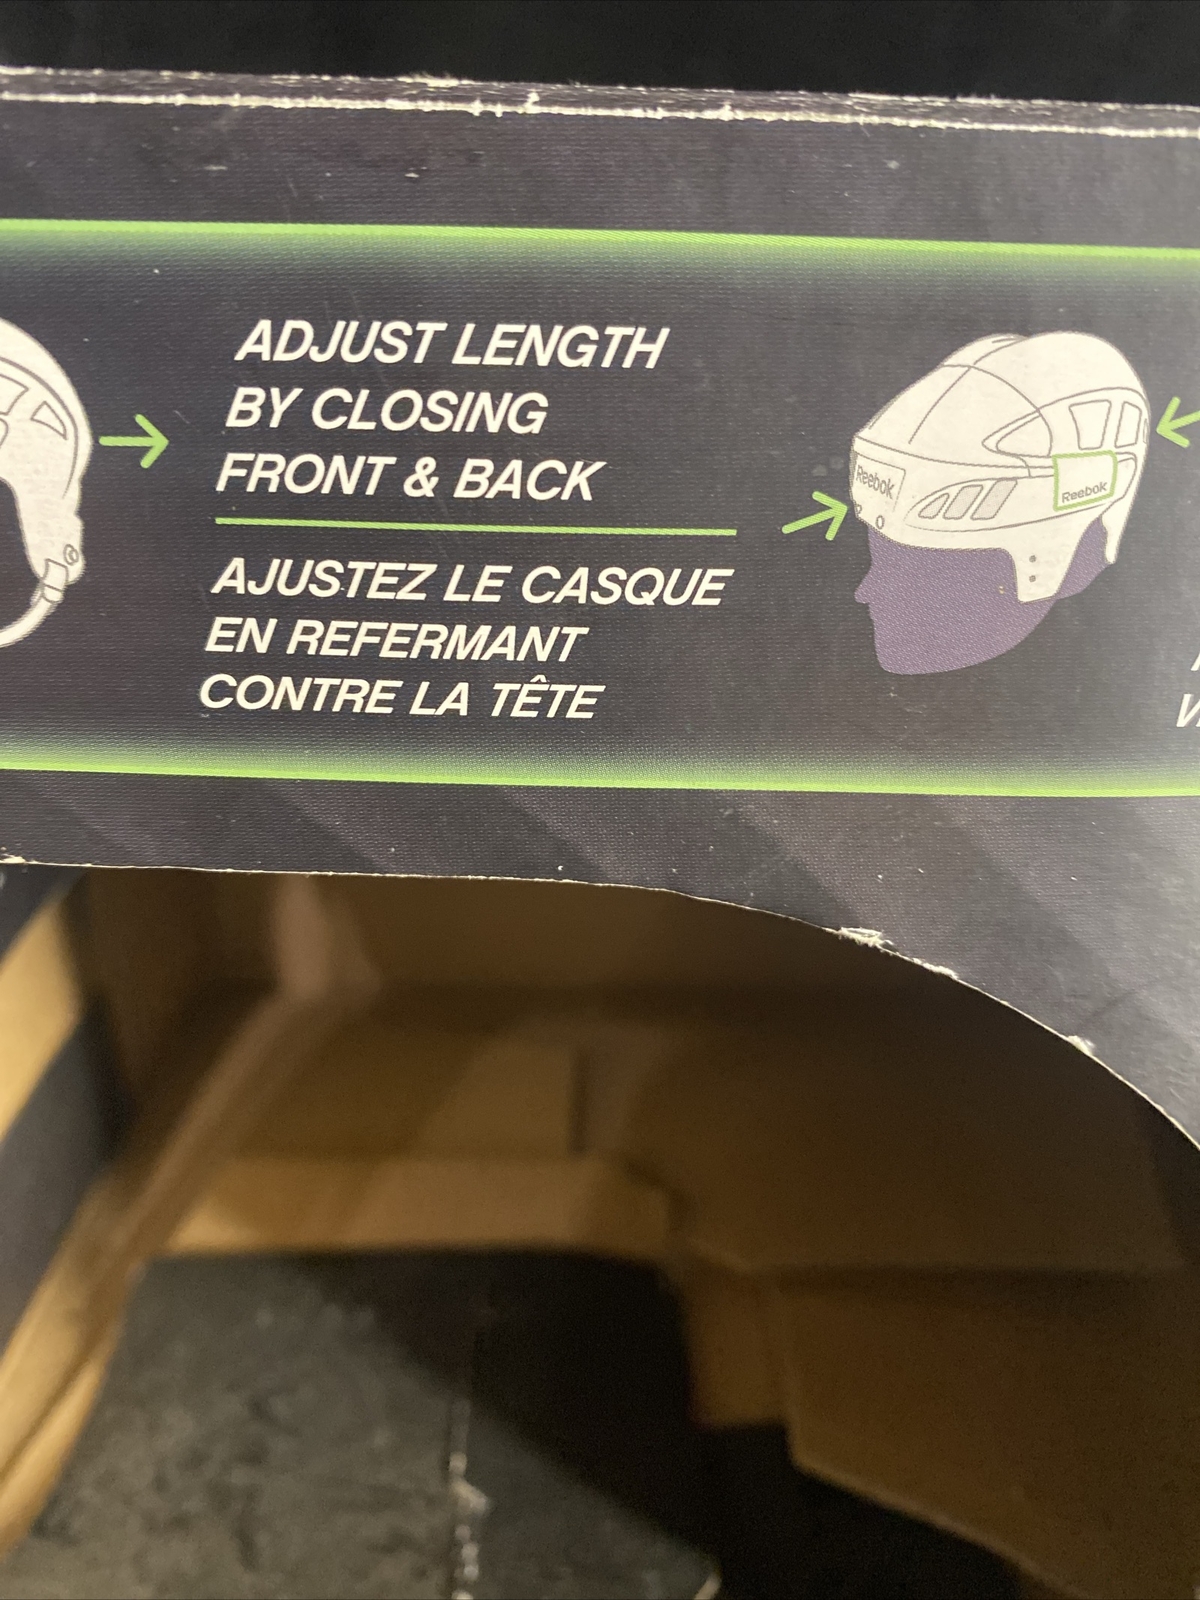 ADJUST LENGTH
BY CLOSING
FRONT & BACK
AJUSTEZ LE CASQUE
EN REFERMANT
CONTRE LA TÊTE
Reebok
Reebok